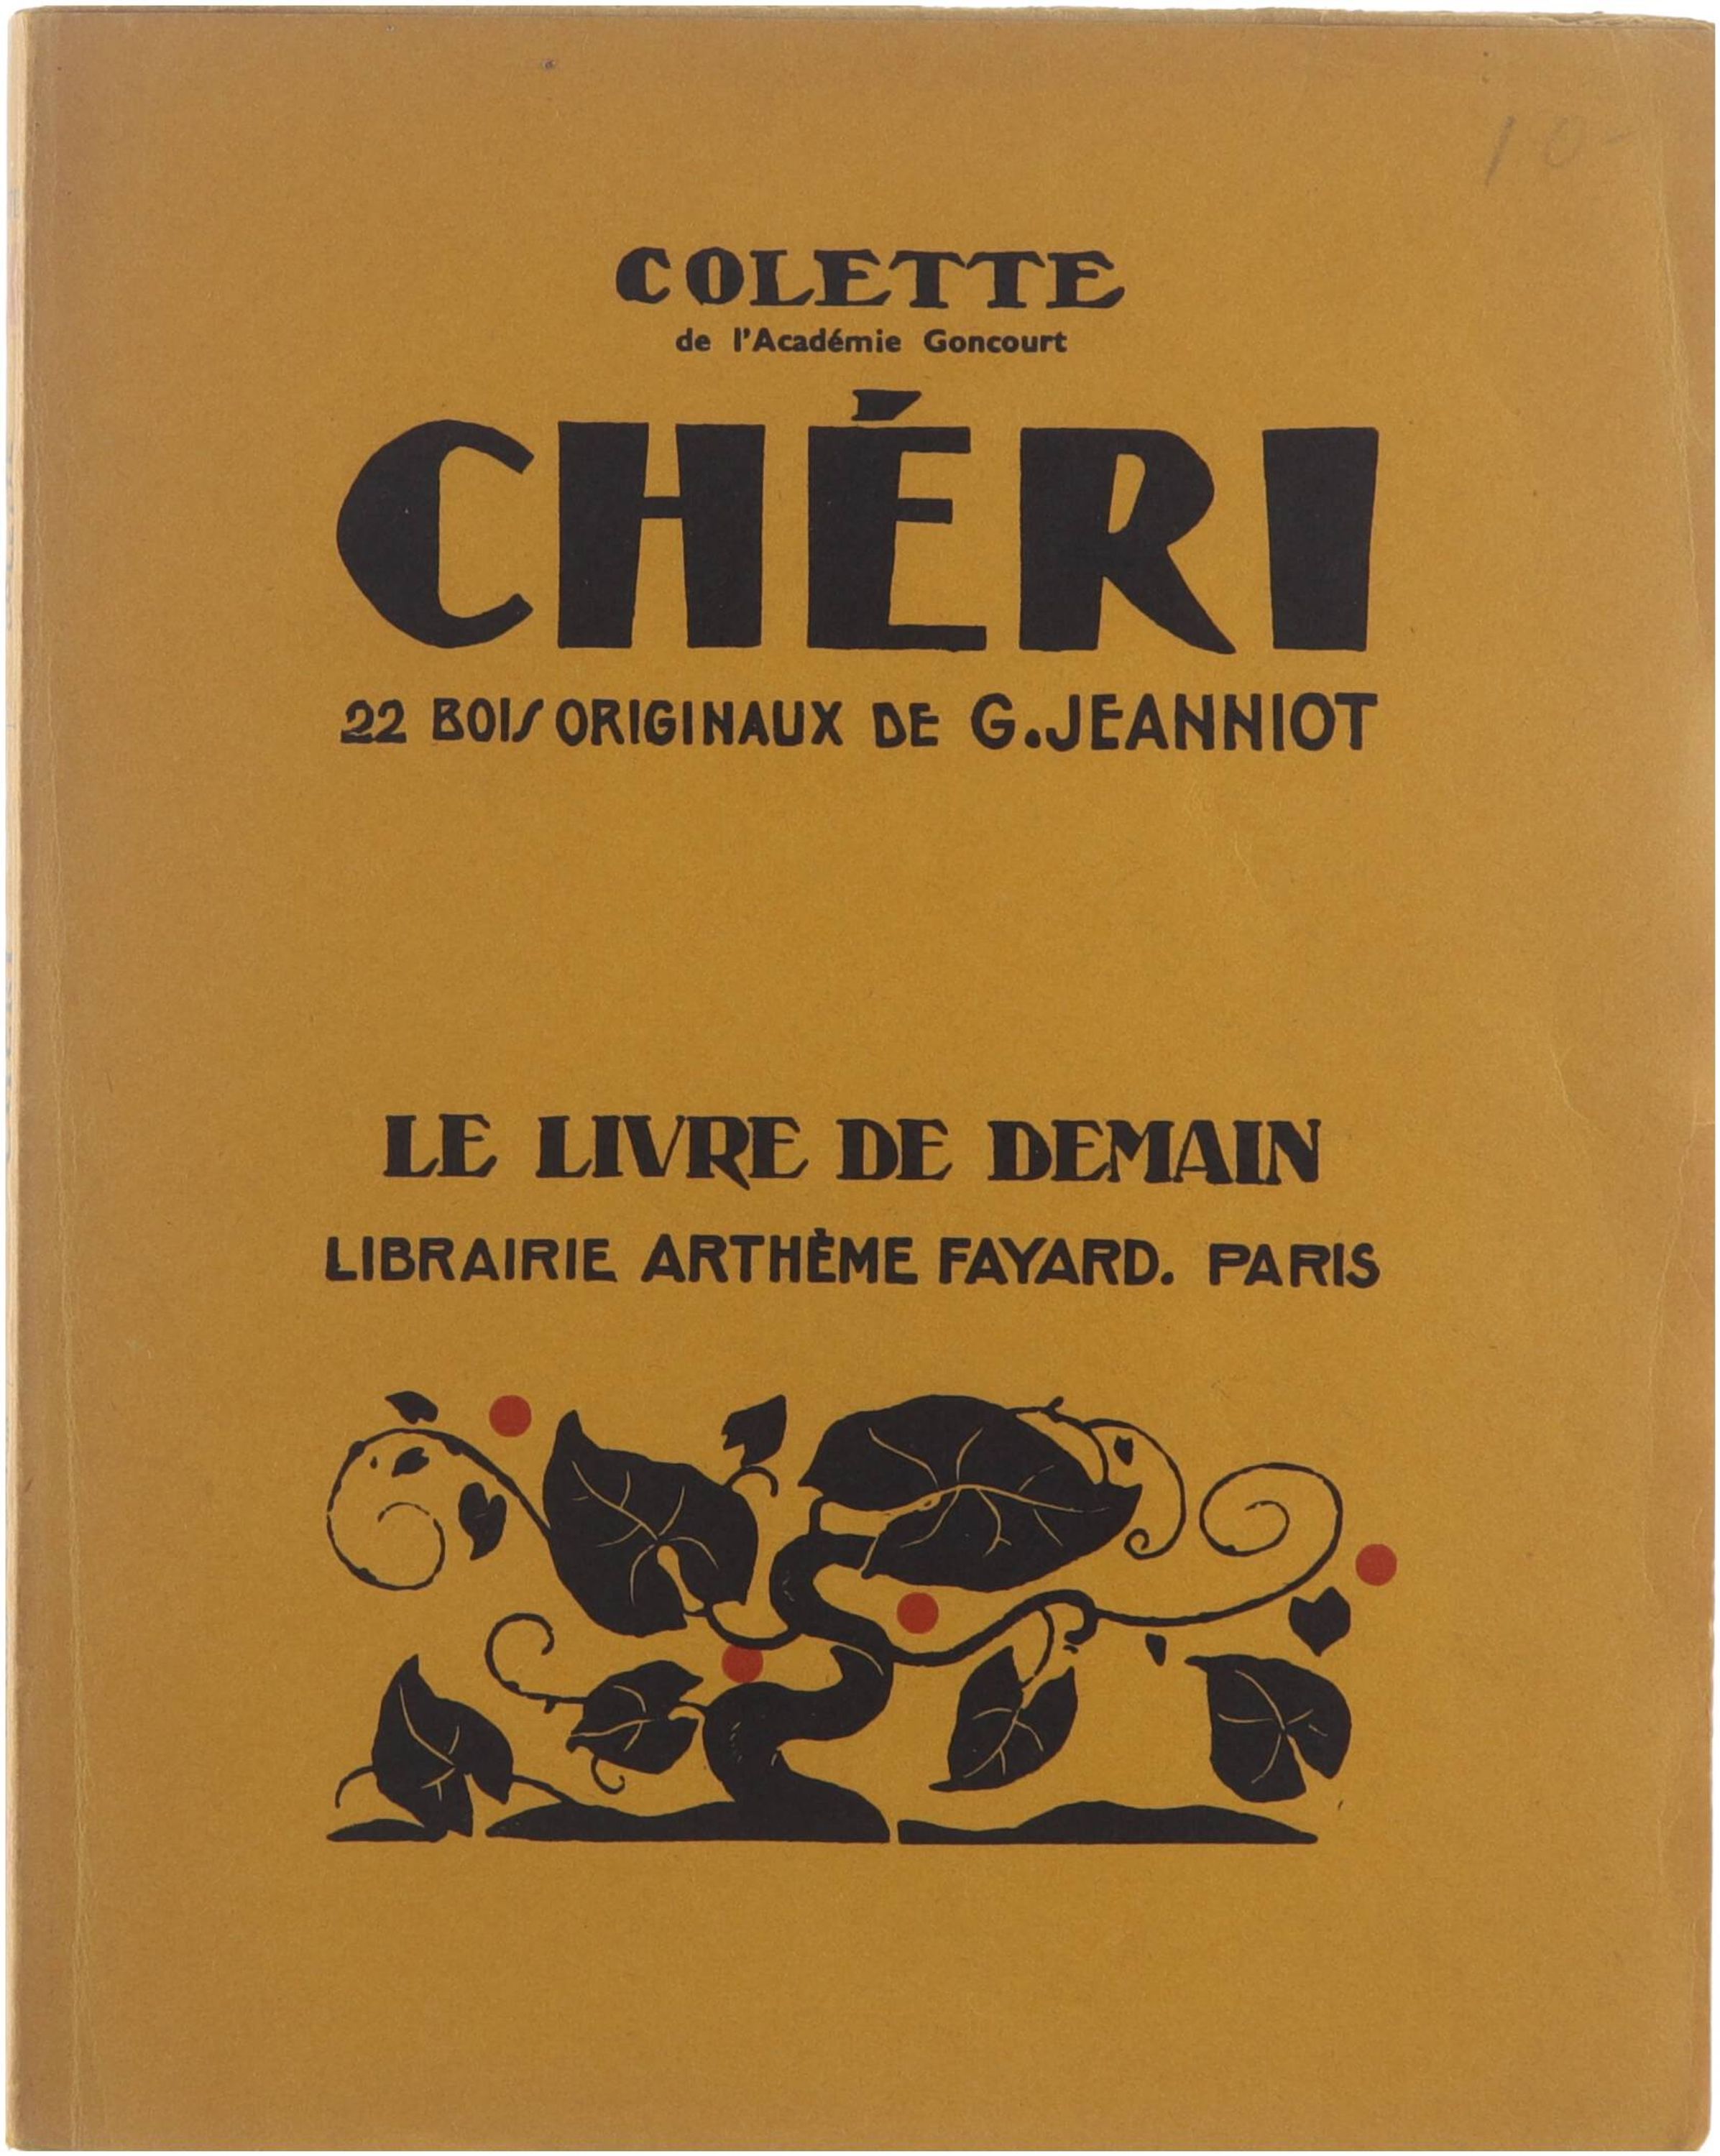 10-
COLETTE
de l'Académie Goncourt
CHÉRI
22 BOIS ORIGINAUX DE G. JEANNIOT
LE LIVRE DE DEMAIN
LIBRAIRIE ARTHÈME FAYARD. PARIS